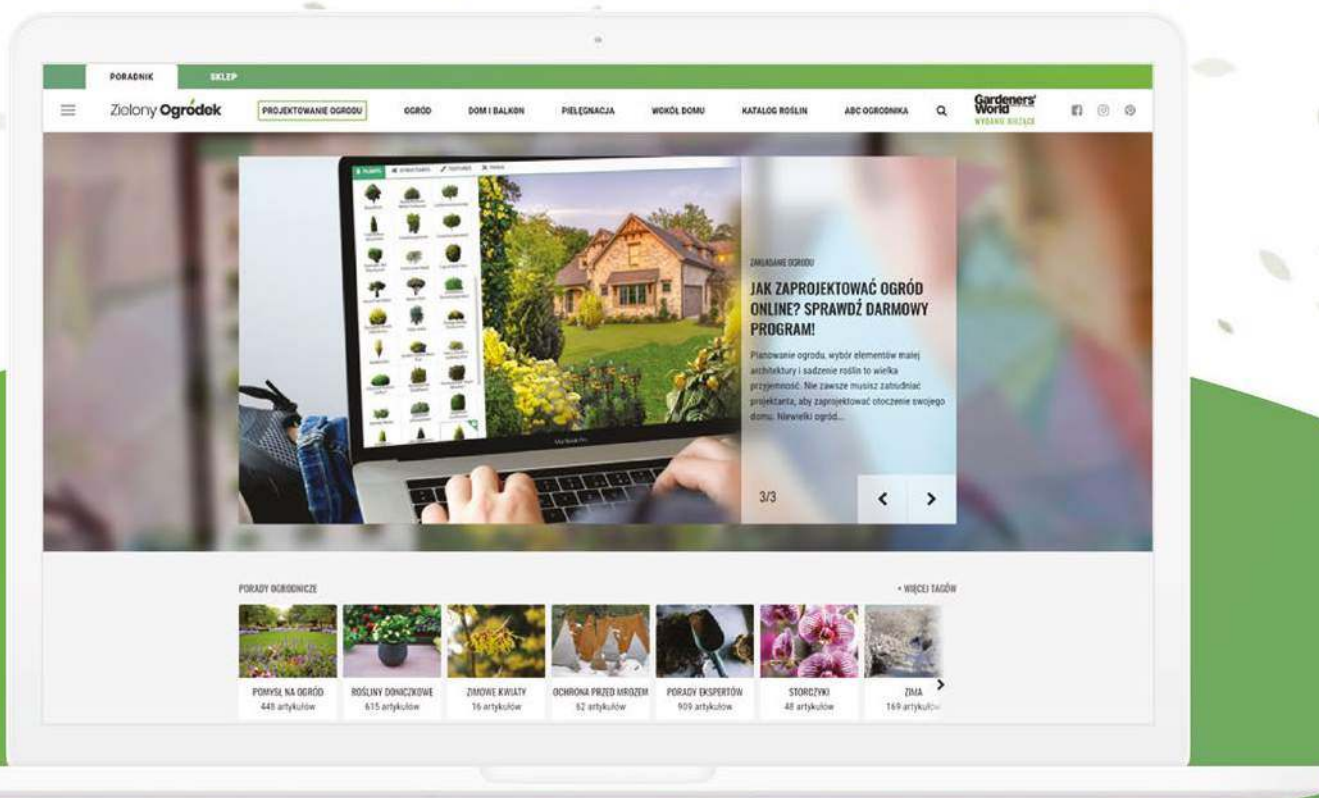 PORADNIK
SKLEP
Zielony Ogródek
PROJEKTOWANIE OGRODU
OGRÓD
DOM I BALKON
PIELĘGNACJA
WOKÓŁ DOMU
KATALOG ROŚLIN
ABC OGRODNIKA
Gardeners'
World
WYDANIE BIEŻĄCE
ZAKŁADANIE OGRODU
JAK ZAPROJEKTOWAĆ OGRÓD
ONLINE? SPRAWDŹ DARMOWY
PROGRAM!
Planowanie ogrodu, wybór elementów małej
architektury i sadzenie roślin to wielka
przyjemność. Nie zawsze musisz zatrudniać
projektanta, aby zaprojektować otoczenie swojego
domu. Niewielki ogród...
MacBook Pro
3/3
PORADY OGRODNICZE
+ WIĘCEJ TAGÓW
POMYSŁ NA OGRÓD
448 artykułów
ROŚLINY DONICZKOWE
615 artykułów
ZIMOWE KWIATY
16 artykułów
OCHRONA PRZED MROZEM
62 artykułów
PORADY EKSPERTÓW
909 artykułów
STORCZYKI
48 artykułów
ZIMA
169 artykułów